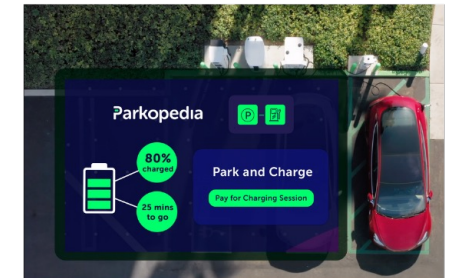 Parkopedia
P
80%
charged
25 mins
to go
Park and Charge
Pay for Charging Session